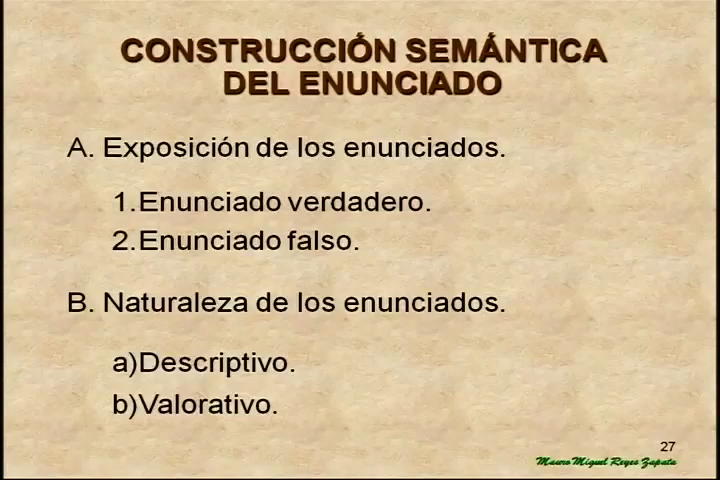 CONSTRUCCIÓN SEMÁNTICA
DEL ENUNCIADO
A. Exposición de los enunciados.
1.Enunciado verdadero.
2.Enunciado falso.
B. Naturaleza de los enunciados.
a)Descriptivo.
b)Valorativo.
27
Mauro Miguel Reyes Zapata